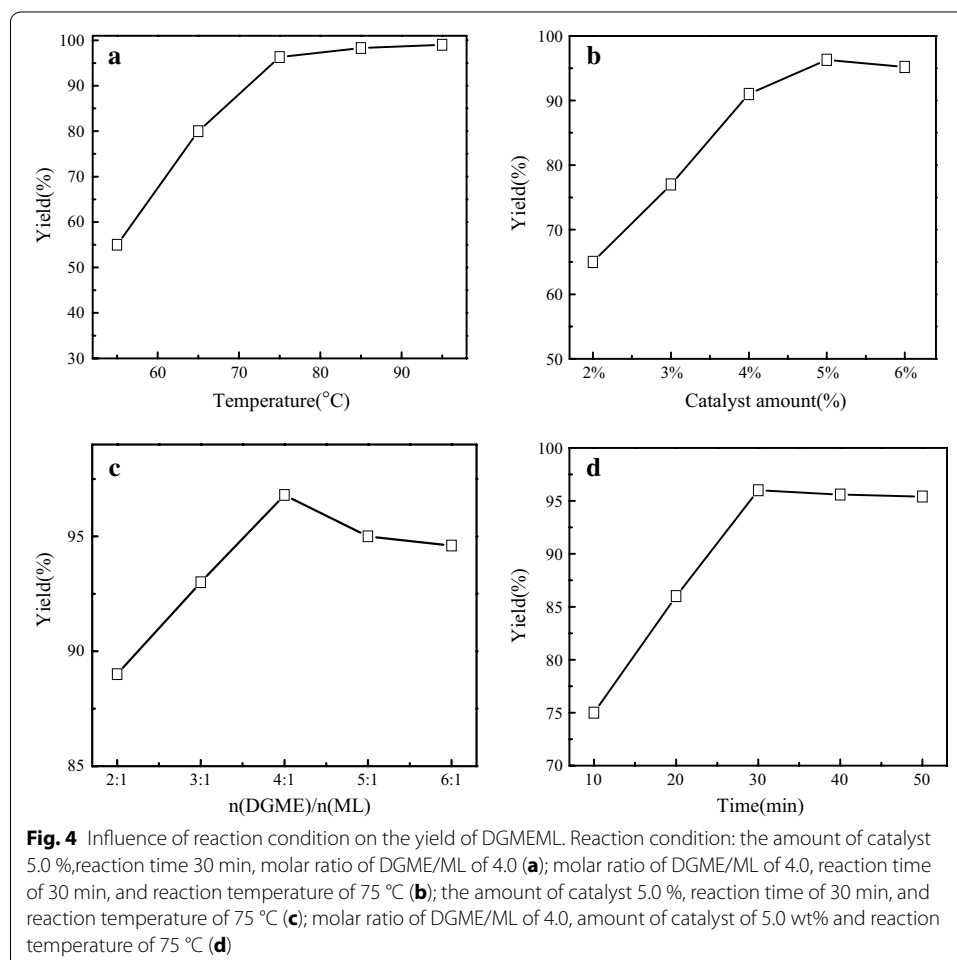 a
100
90
80
70
60
50
40
30
Yield(%)
60 70 80 90
Temperature(°C)
b
100
90
80
70
60
50
Yield(%)
2% 3% 4% 5% 6%
Catalyst amount(%)
c
95
90
85
Yield(%)
2:1 3:1 4:1 5:1 6:1
n(DGME)/n(ML)
d
100
95
90
85
80
75
70
Yield(%)
10 20 30 40 50
Time(min)
Fig. 4 Influence of reaction condition on the yield of DGMEML. Reaction condition: the amount of catalyst
5.0 %,reaction time 30 min, molar ratio of DGME/ML of 4.0 (a); molar ratio of DGME/ML of 4.0, reaction time
of 30 min, and reaction temperature of 75 °C (b); the amount of catalyst 5.0 %, reaction time of 30 min, and
reaction temperature of 75 °C (c); molar ratio of DGME/ML of 4.0, amount of catalyst of 5.0 wt% and reaction
temperature of 75 °C (d)